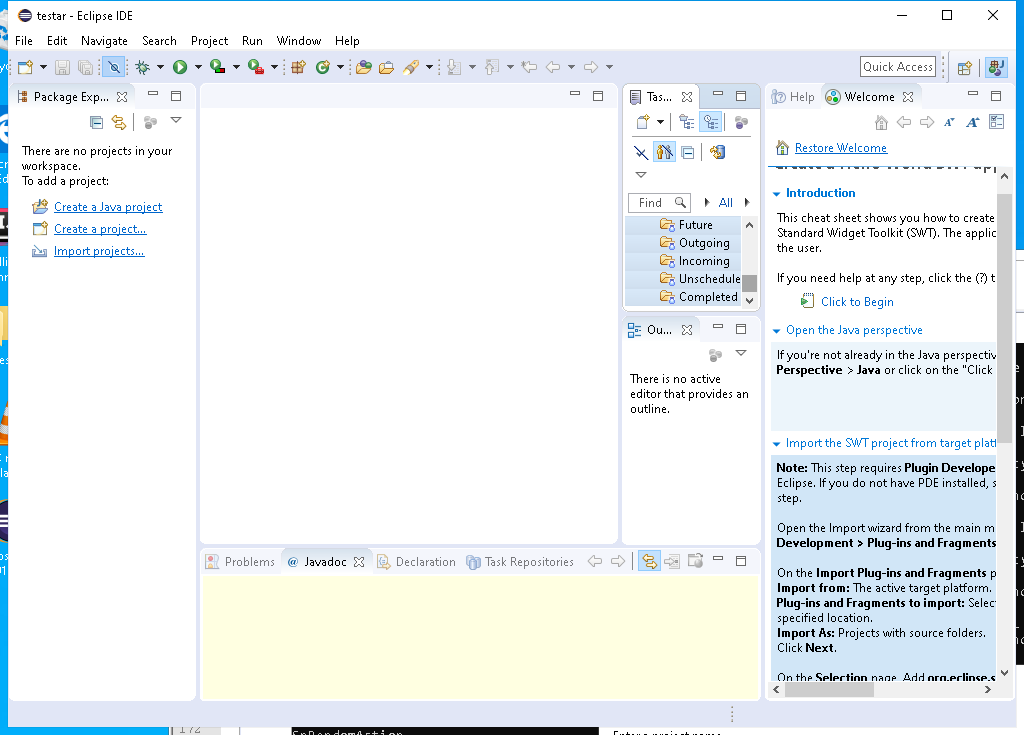 testar - Eclipse IDE
File Edit Navigate Search Project Run Window Help
Quick Access
Package Exp...
There are no projects in your
workspace.
To add a project:
Create a Java project
Create a project...
Import projects...
Tas...
Find
All
Future
Outgoing
Incoming
Unschedule
Completed
Ou...
There is no active
editor that provides an
outline.
Help
Welcome
Restore Welcome
Introduction
This cheat sheet shows you how to create
Standard Widget Toolkit (SWT). The applic
the user.
If you need help at any step, click the (?) t
Click to Begin
Open the Java perspective
If you're not already in the Java perspectiv
Perspective > Java or click on the "Click
Import the SWT project from target platf
Note: This step requires Plugin Develope
Eclipse. If you do not have PDE installed, s
step.
Open the Import wizard from the main m
Development > Plug-ins and Fragments
On the Import Plug-ins and Fragments p
Import from: The active target platform.
Plug-ins and Fragments to import: Selec
specified location.
Import As: Projects with source folders.
Click Next.
On the Selection page, Add org.eclipse.s
Problems
@ Javadoc
Declaration
Task Repositories
172